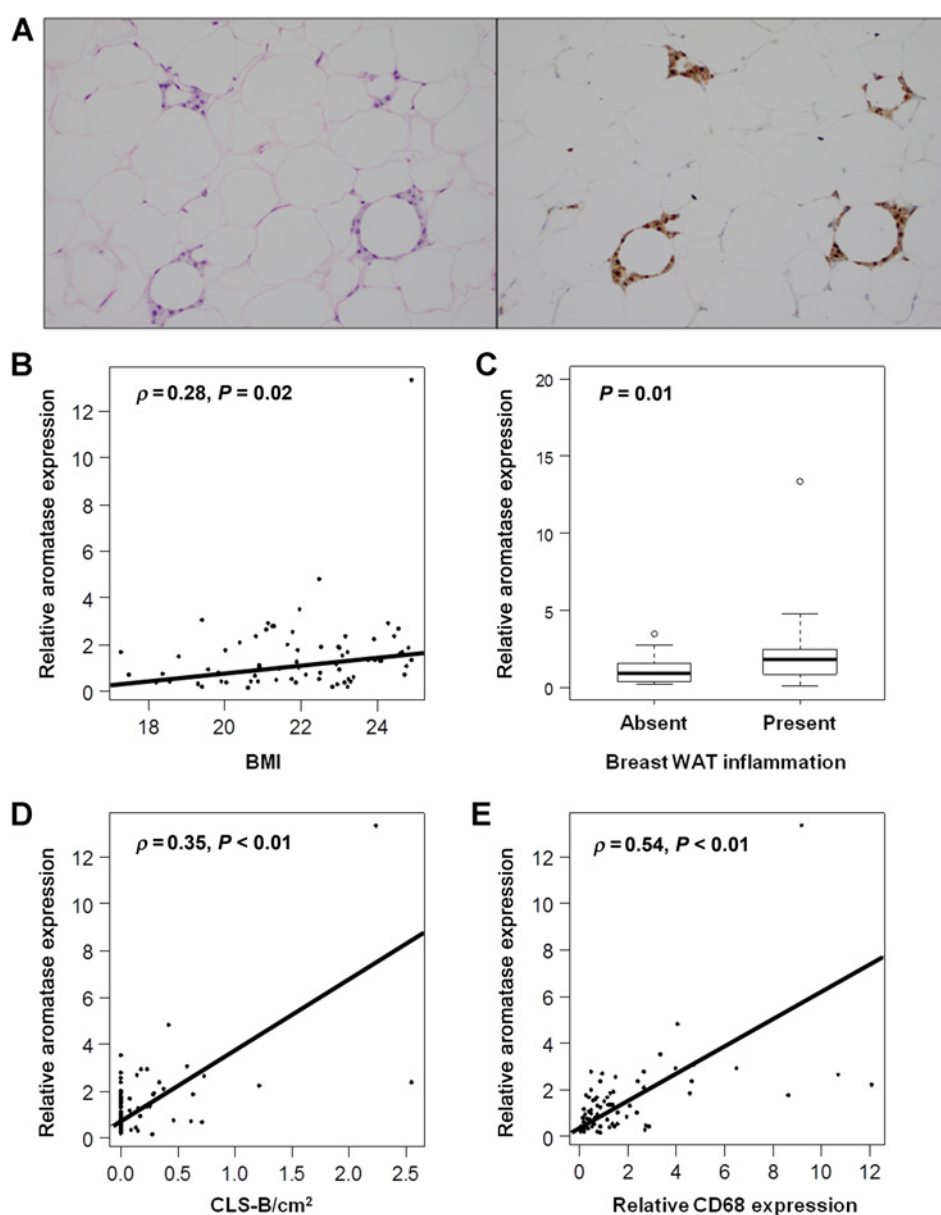 A
B
ρ = 0.28, P = 0.02
Relative aromatase expression
12
10
8
6
4
2
0
18
20
22
24
BMI
C
P = 0.01
Relative aromatase expression
20
15
10
5
0
Absent
Present
Breast WAT inflammation
D
ρ = 0.35, P < 0.01
Relative aromatase expression
12
10
8
6
4
2
0
0.0
0.5
1.0
1.5
2.0
2.5
CLS-B/cm²
E
ρ = 0.54, P < 0.01
Relative aromatase expression
12
10
8
6
4
2
0
0
2
4
6
8
10
12
Relative CD68 expression